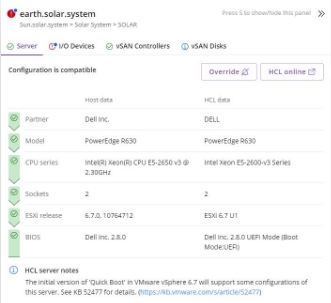 earth.solar.system
Press S to show/hide this panel
Sun.solar.system > Solar System > SOLAR
Server
I/O Devices
vSAN Controllers
vSAN Disks
Configuration is compatible
Override
HCL online
Host data
HCL data
Partner
Dell Inc.
DELL
Model
PowerEdge R630
PowerEdge R630
CPU series
Intel(R) Xeon(R) CPU E5-2650 v3 @
2.30GHz
Intel Xeon E5-2600-v3 Series
Sockets
2
2
ESXi release
6.7.0, 10764712
ESXi 6.7 U1
BIOS
Dell Inc. 2.8.0
Dell Inc. 2.8.0 UEFI Mode (Boot
Mode:UEFI)
HCL server notes
The initial version of 'Quick Boot' in VMware vSphere 6.7 will support some configurations
of this server. See KB 52477 for details. (https://kb.vmware.com/s/article/52477)